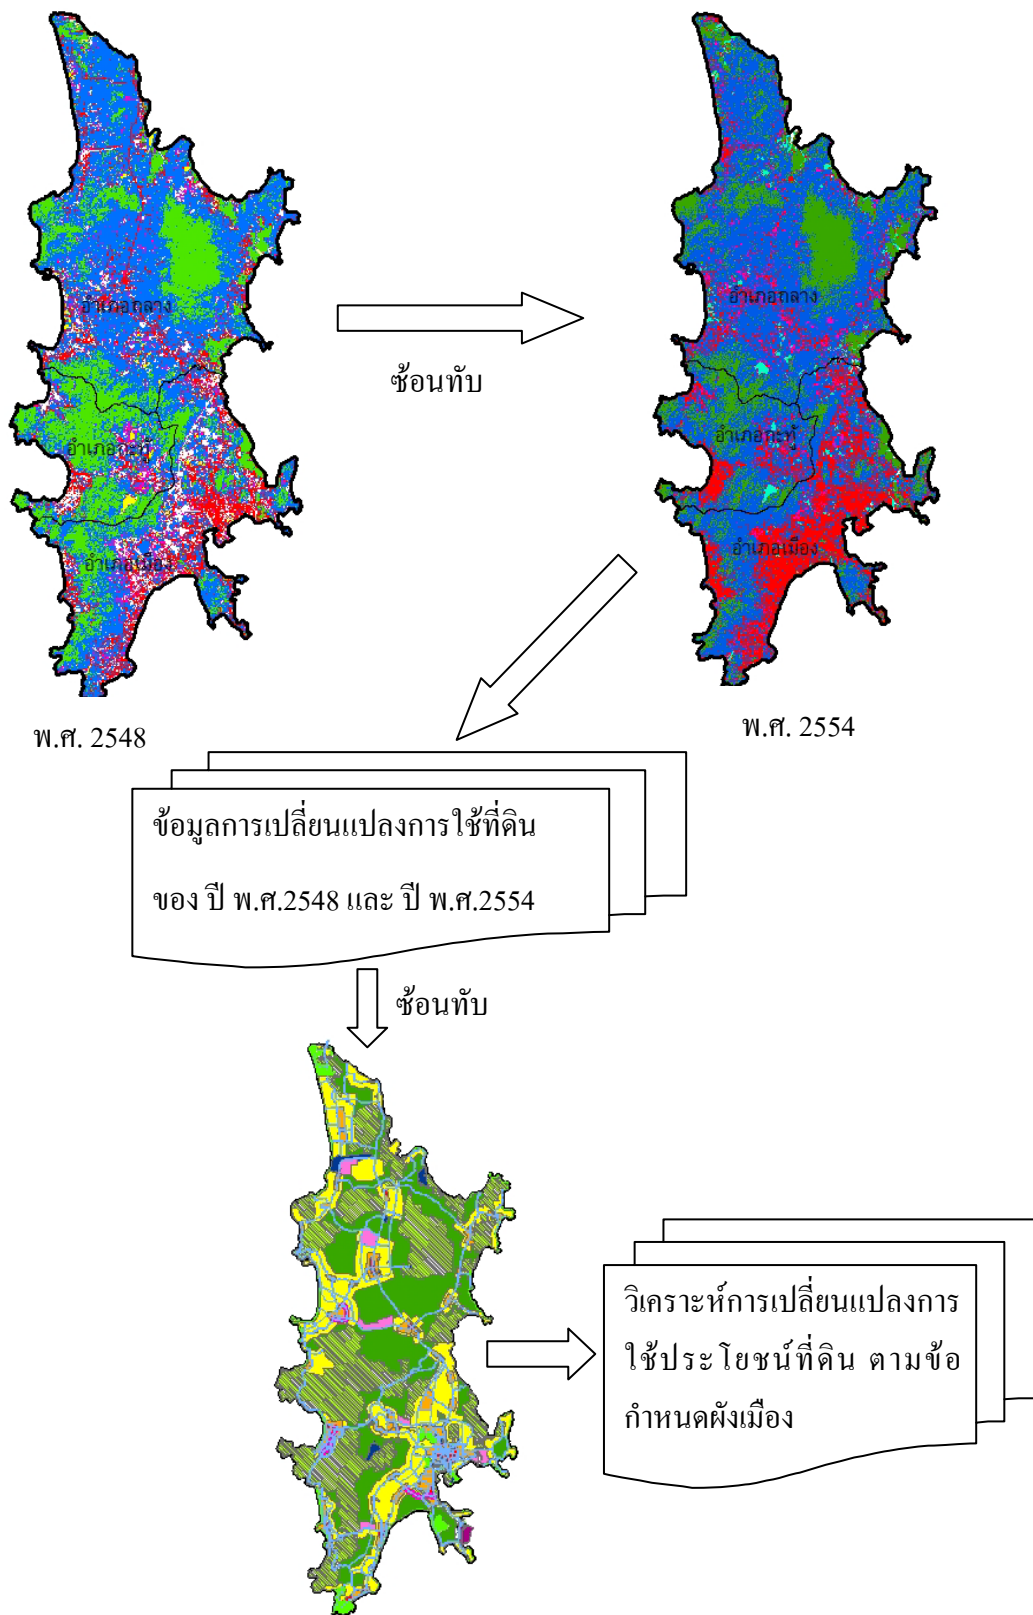 อำเภอถลาง
อำเภอกะทู้
อำเภอเมือง
พ.ศ. 2548
ซ้อนทับ
อำเภอถลาง
อำเภอกะทู้
อำเภอเมือง
พ.ศ. 2554
ข้อมูลการเปลี่ยนแปลงการใช้ที่ดิน
ของ ปี พ.ศ.2548 และ ปี พ.ศ.2554
ซ้อนทับ
วิเคราะห์การเปลี่ยนแปลงการ
ใช้ประโยชน์ที่ดิน ตามข้อ
กำหนดผังเมือง